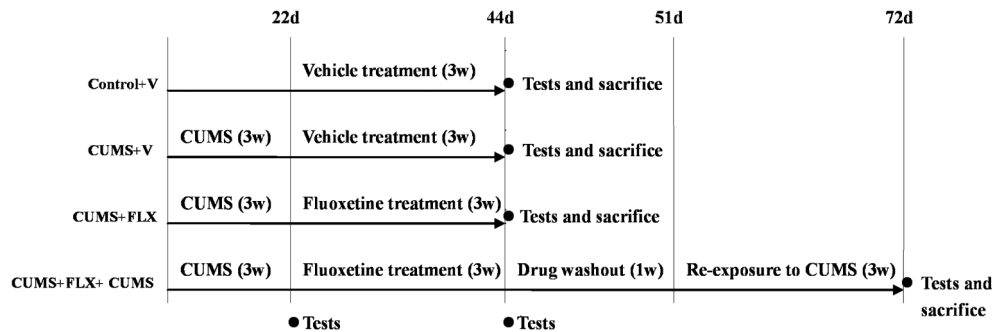 22d 44d 51d 72d
Control+V Vehicle treatment (3w) Tests and sacrifice
CUMS+V CUMS (3w) Vehicle treatment (3w) Tests and sacrifice
CUMS+FLX CUMS (3w) Fluoxetine treatment (3w) Tests and sacrifice
CUMS+FLX+ CUMS CUMS (3w) Fluoxetine treatment (3w) Drug washout (1w) Re-exposure to CUMS (3w) Tests and
sacrifice
Tests Tests